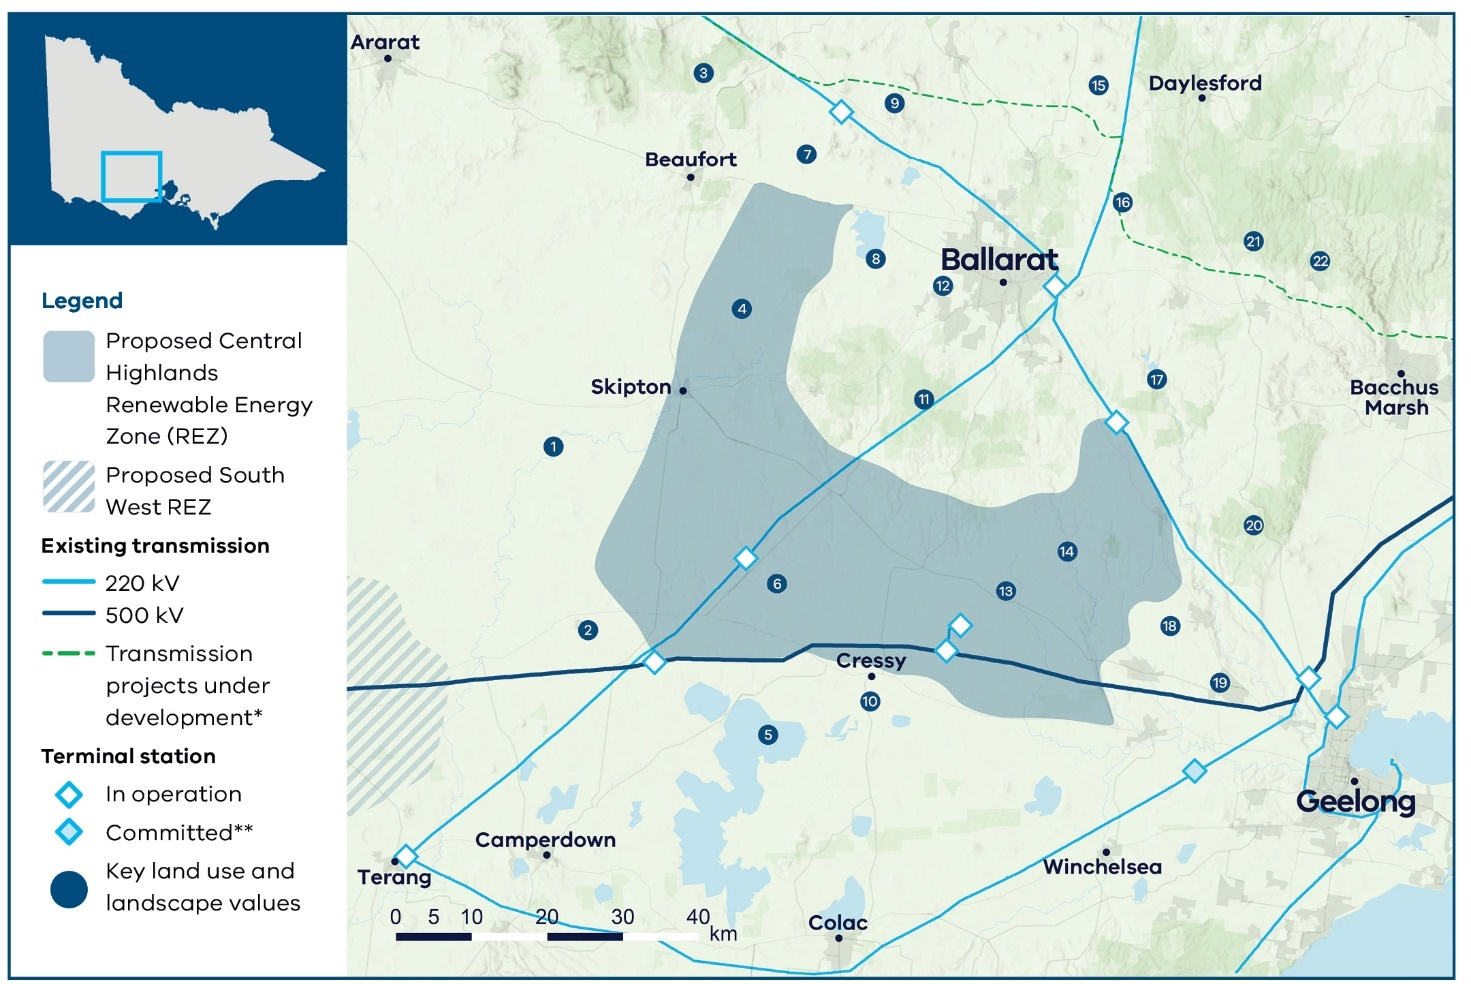 Legend
Proposed Central
Highlands
Renewable Energy
Zone (REZ)
Proposed South
West REZ
Existing transmission
220 kV
500 kV
Transmission
projects under
development*
Terminal station
In operation
Committed**
Key land use and
landscape values
Ararat
3
15
Daylesford
9
7
Beaufort
16
21
22
8
Ballarat
12
4
17
Skipton
11
Bacchus
Marsh
1
20
14
6
13
2
18
Cressy
19
10
5
Geelong
Camperdown
Winchelsea
Terang
Colac
0 5 10 20 30 40
km